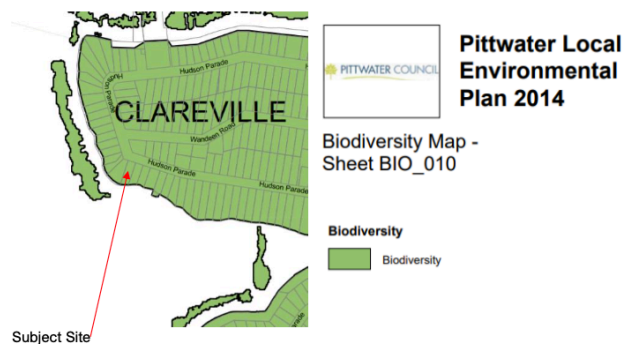 Hudson Parade
Hudson Parade
CLAREVILLE
Wandeen Road
Hudson Parade
Hudson Parade
Parade
Subject Site
PITTWATER COUNCIL
Pittwater Local
Environmental
Plan 2014
Biodiversity Map -
Sheet BIO_010
Biodiversity
Biodiversity